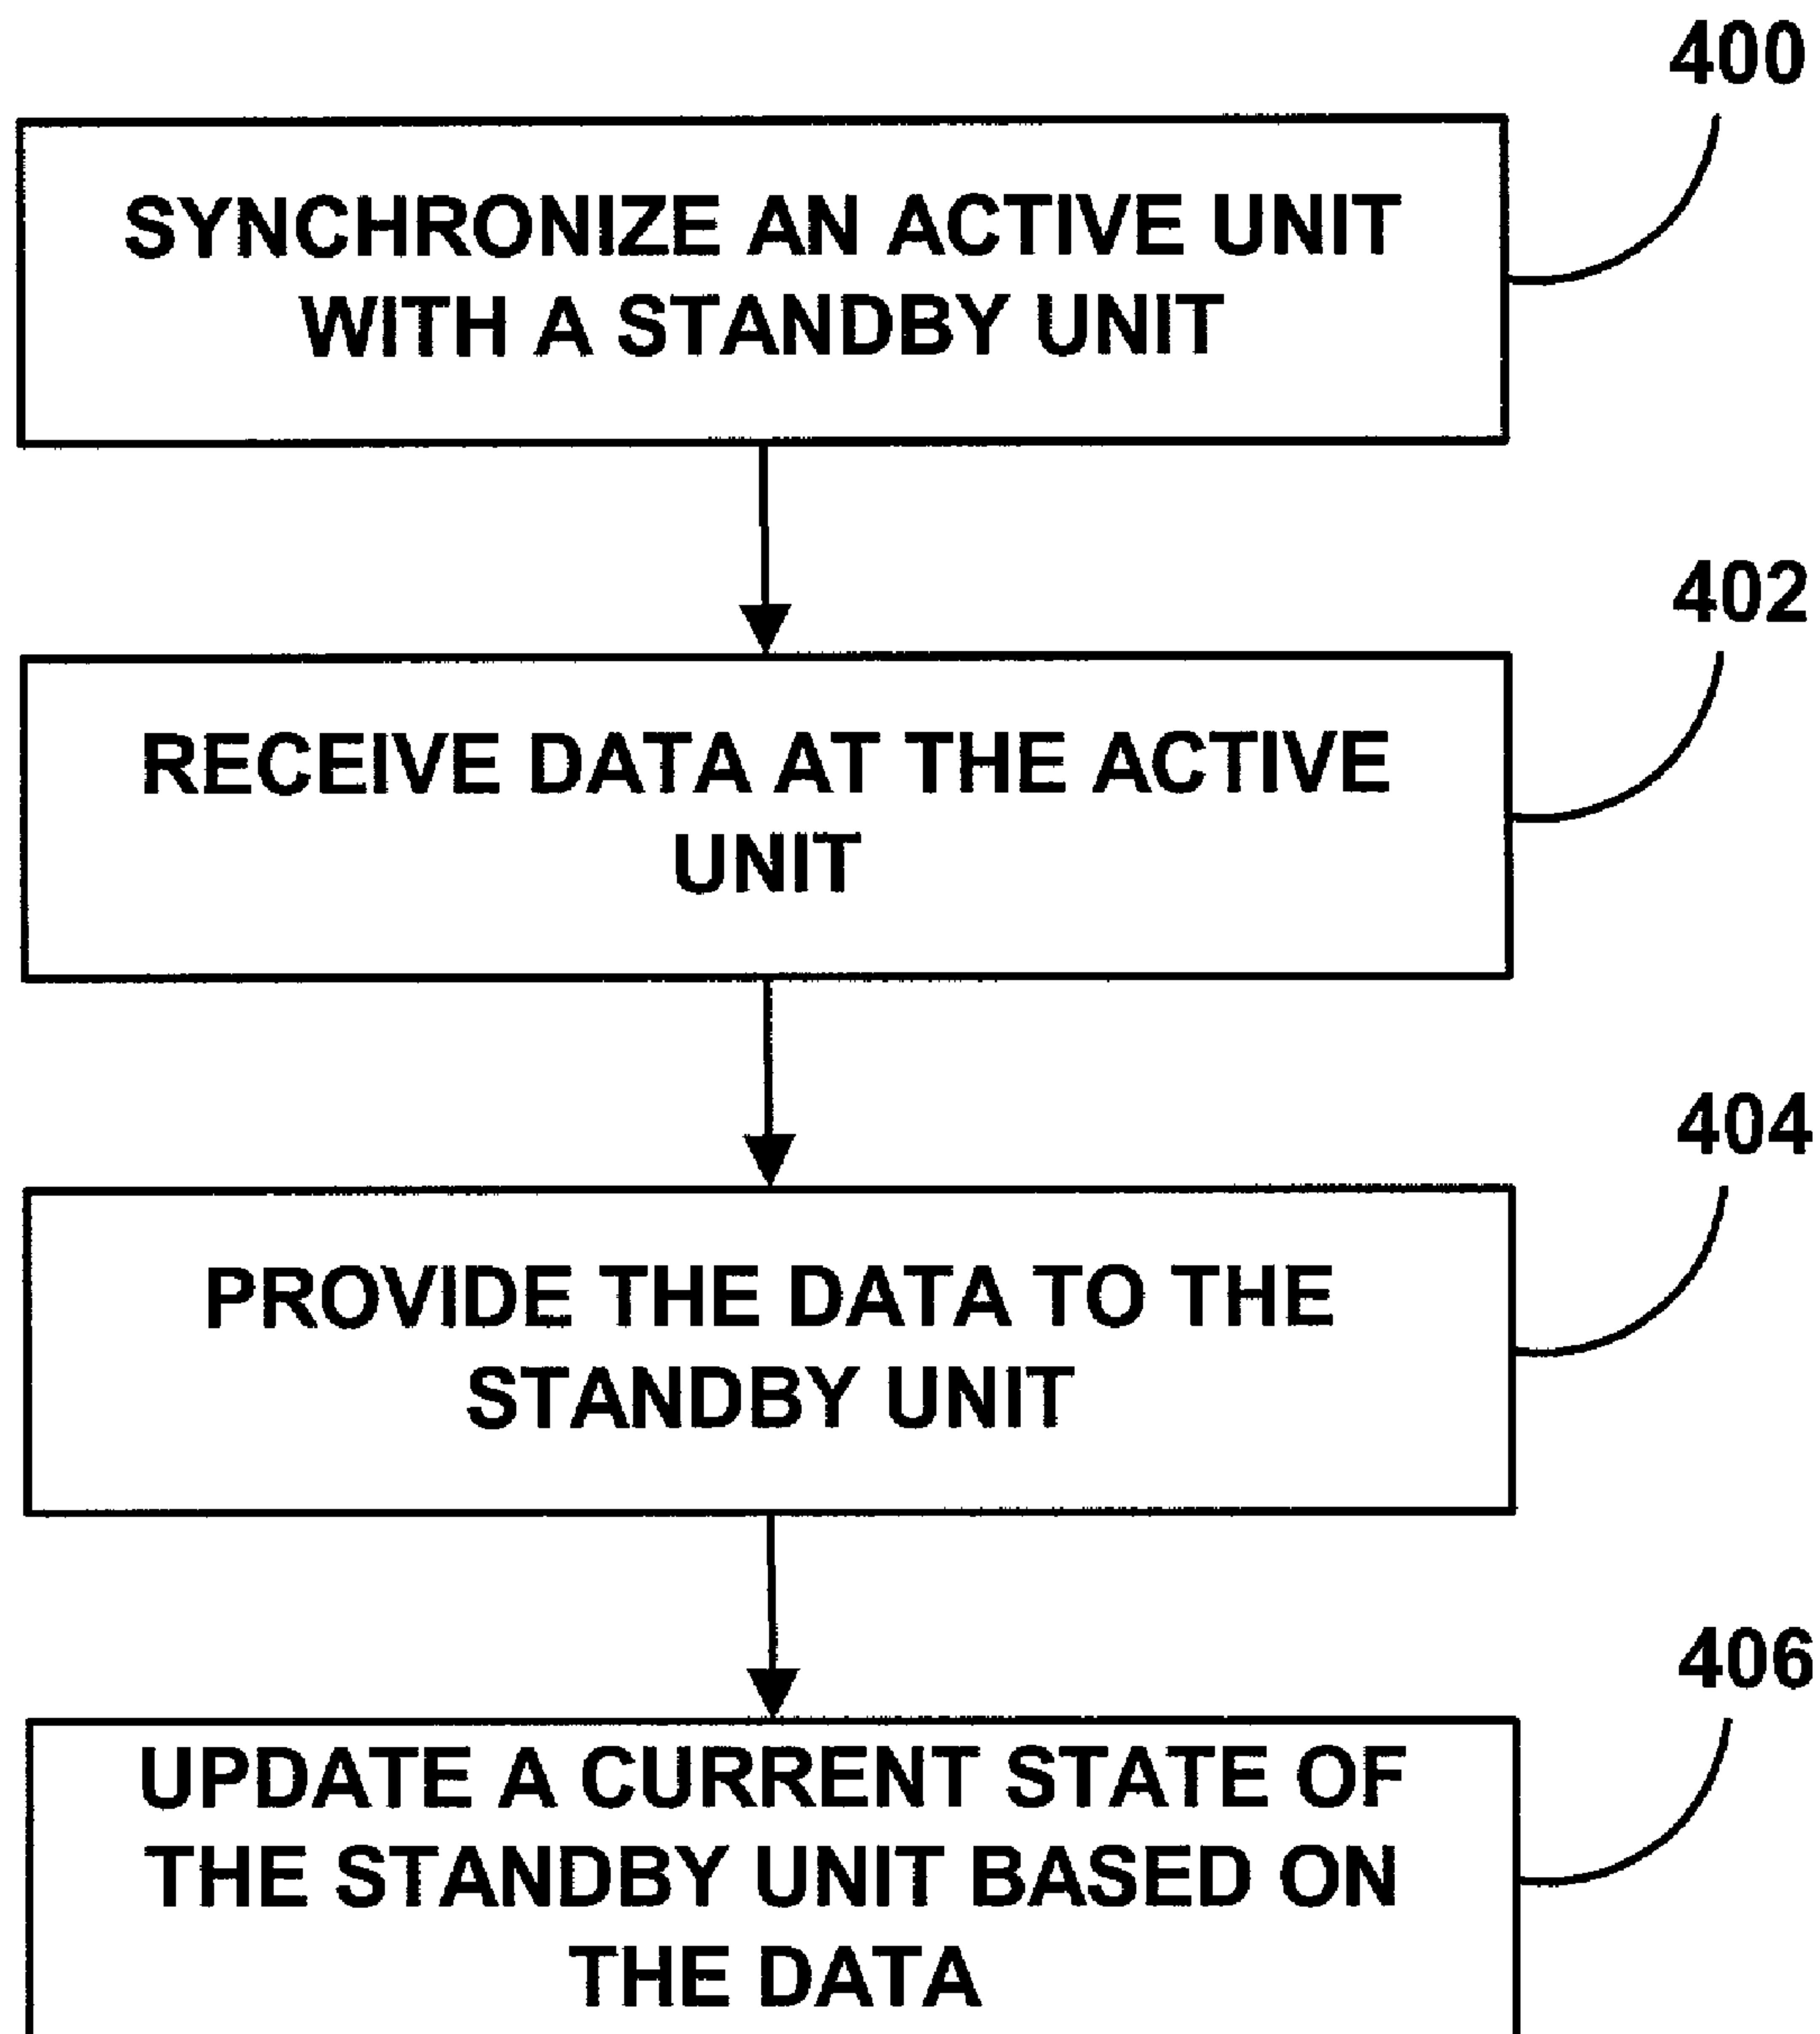 400
SYNCHRONIZE AN ACTIVE UNIT
WITH A STANDBY UNIT
402
RECEIVE DATA AT THE ACTIVE
UNIT
404
PROVIDE THE DATA TO THE
STANDBY UNIT
406
UPDATE A CURRENT STATE OF
THE STANDBY UNIT BASED ON
THE DATA